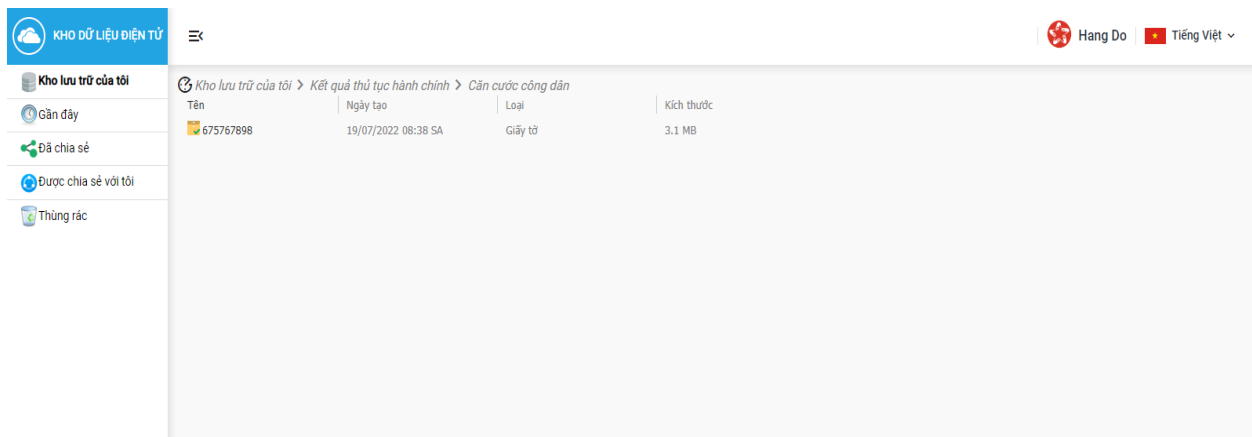 KHO DỮ LIỆU ĐIỆN TỬ
Hang Do
Tiếng Việt
Kho lưu trữ của tôi
Gần đây
Đã chia sẻ
Được chia sẻ với tôi
Thùng rác
Kho lưu trữ của tôi > Kết quả thủ tục hành chính > Căn cước công dân
Tên Ngày tạo Loại Kích thước
675767898 19/07/2022 08:38 SA Giấy tờ 3.1 MB